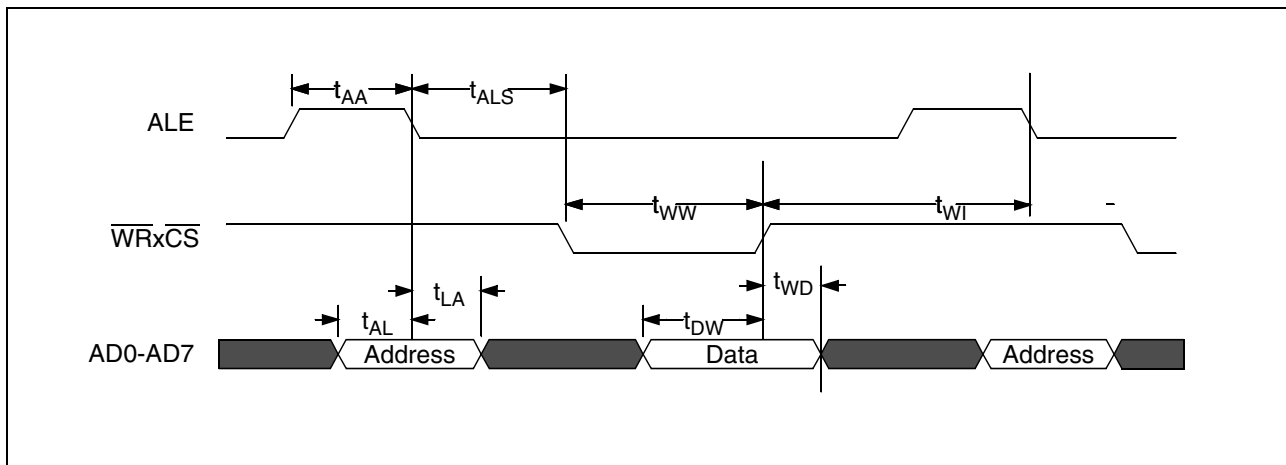 tAA
tALS
ALE
tWW
tWI
WRxCS
tLA
tWD
tAL
tDW
AD0-AD7
Address
Data
Address